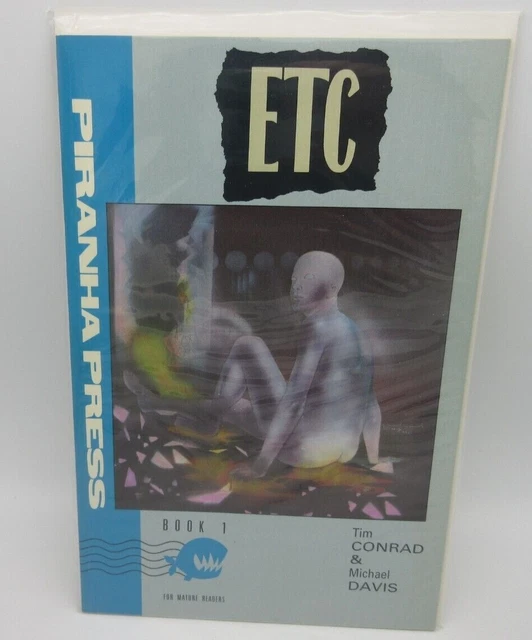 ETC
PIRANHA PRESS
BOOK 1
FOR MATURE READERS
Tim
CONRAD
&
Michael
DAVIS